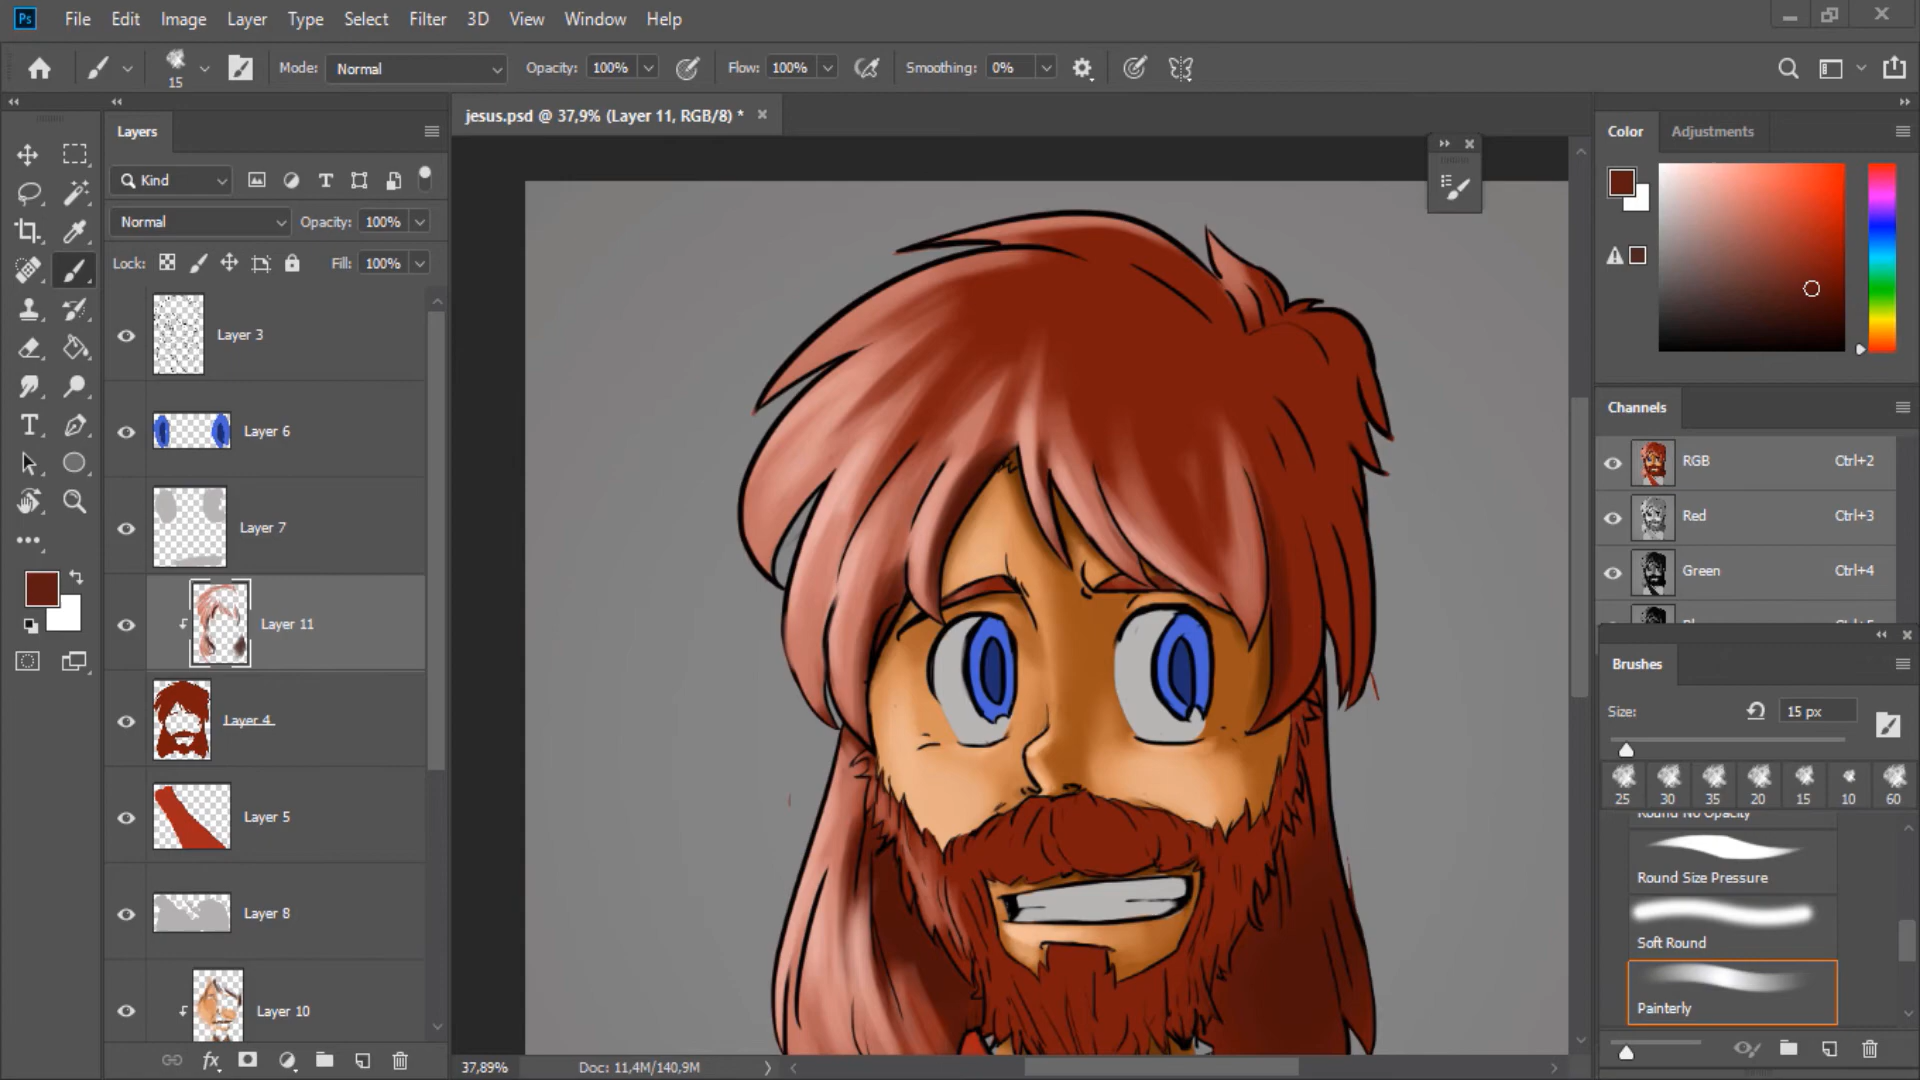 Ps File Edit Image Layer Type Select Filter 3D View Window Help
15 Mode: Normal Opacity: 100% Flow: 100% Smoothing: 0%
jesus.psd @ 37,9% (Layer 11, RGB/8) *
Layers
Kind
Normal Opacity: 100%
Lock: Fill: 100%
Layer 3
Layer 6
Layer 7
Layer 11
Layer 4
Layer 5
Layer 8
Layer 10
37,89% Doc: 11,4M/140,9M
Color Adjustments
Channels
RGB Ctrl+2
Red Ctrl+3
Green Ctrl+4
Brushes
Size: 15 px
25 30 35 20 15 10 60
Round No Opacity
Round Size Pressure
Soft Round
Painterly